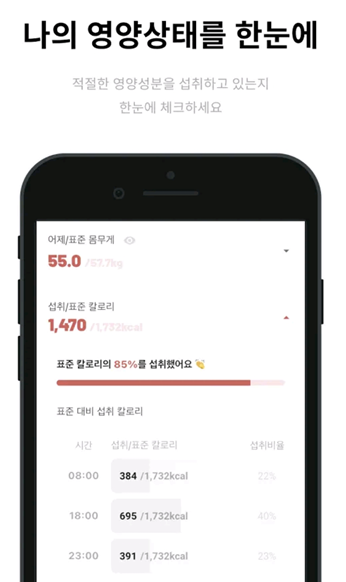 나의 영양상태를 한눈에
적절한 영양성분을 섭취하고 있는지
한눈에 체크하세요
어제/표준 몸무게
55.0 /57.7kg
섭취/표준 칼로리
1,470 /1,732kcal
표준 칼로리의 85%를 섭취했어요 👏
표준 대비 섭취 칼로리
시간 섭취/표준 칼로리 섭취비율
08:00 384 /1,732kcal 22%
18:00 695 /1,732kcal 40%
23:00 391 /1,732kcal 23%